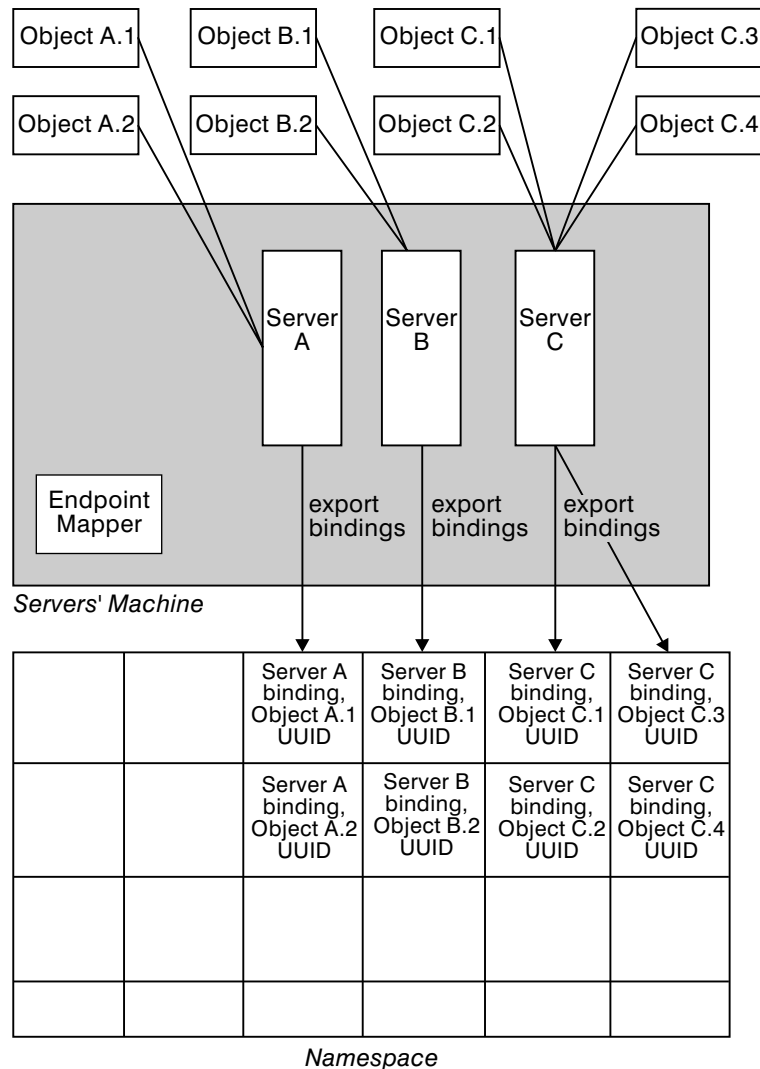 Object A.1
Object B.1
Object C.1
Object C.3
Object A.2
Object B.2
Object C.2
Object C.4
Server
A
Server
B
Server
C
Endpoint
Mapper
export
bindings
export
bindings
export
bindings
Servers' Machine
Server A
binding,
Object A.1
UUID
Server B
binding,
Object B.1
UUID
Server C
binding,
Object C.1
UUID
Server C
binding,
Object C.3
UUID
Server A
binding,
Object A.2
UUID
Server B
binding,
Object B.2
UUID
Server C
binding,
Object C.2
UUID
Server C
binding,
Object C.4
UUID
Namespace